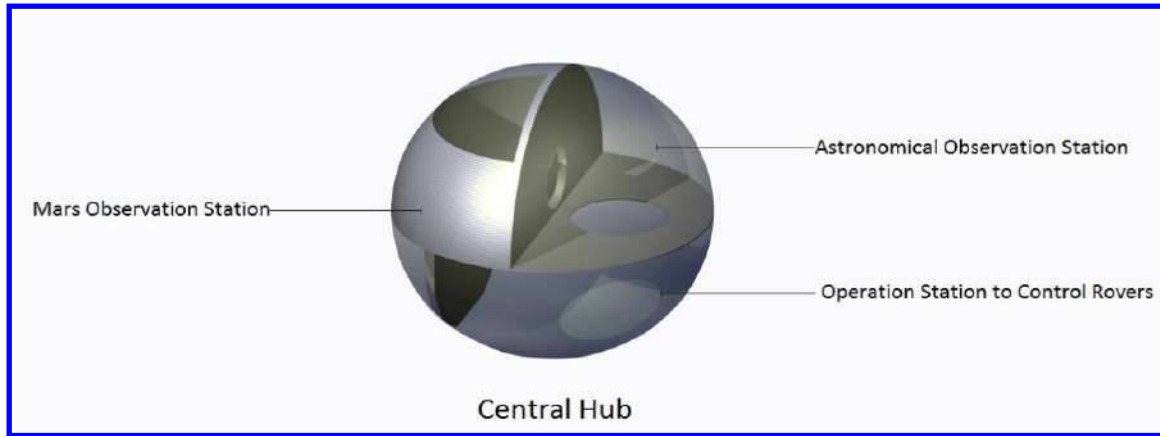 Astronomical Observation Station
Mars Observation Station
Operation Station to Control Rovers
Central Hub